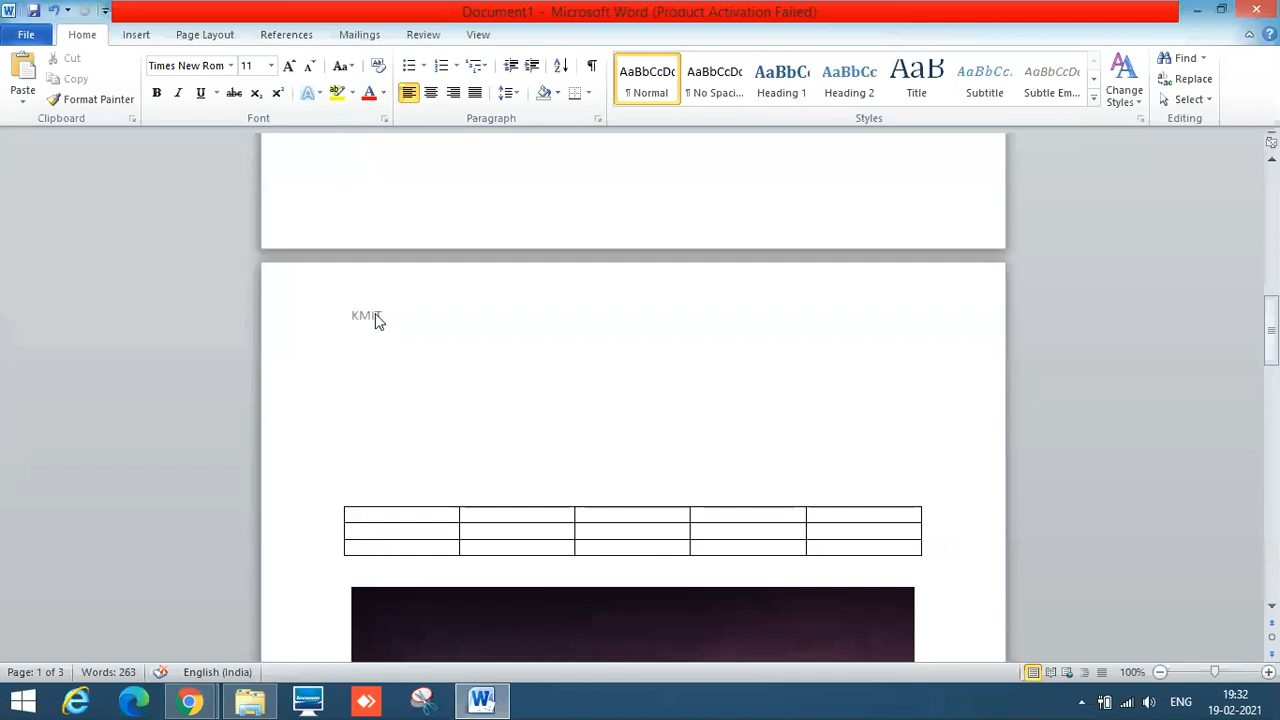 Document1 - Microsoft Word (Product Activation Failed)
File
Home
Insert
Page Layout
References
Mailings
Review
View
Paste
Cut
Copy
Format Painter
Clipboard
Times New Rom
11
Font
Paragraph
AaBbCcDc
¶ Normal
AaBbCcDc
¶ No Spaci...
AaBbCc
Heading 1
AaBbCc
Heading 2
AaB
Title
AaBbCc.
Subtitle
AaBbCcDc
Subtle Em...
Change Styles
Styles
Find
Replace
Select
Editing
KMIT
Page: 1 of 3
Words: 263
English (India)
100%
ENG
19:32
19-02-2021